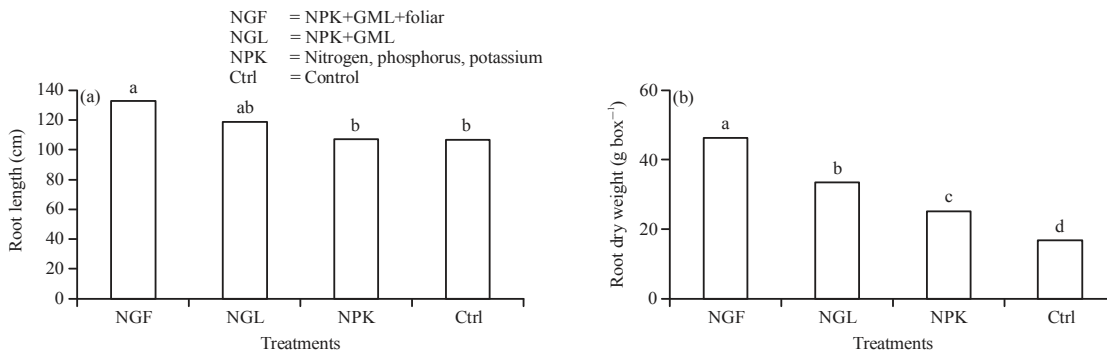 NGF = NPK+GML+foliar
NGL = NPK+GML
NPK = Nitrogen, phosphorus, potassium
Ctrl = Control
(a)
Root length (cm)
140
120
100
80
60
40
20
0
a
ab
b
b
NGF NGL NPK Ctrl
Treatments
(b)
Root dry weight (g box⁻¹)
60
40
20
0
a
b
c
d
NGF NGL NPK Ctrl
Treatments